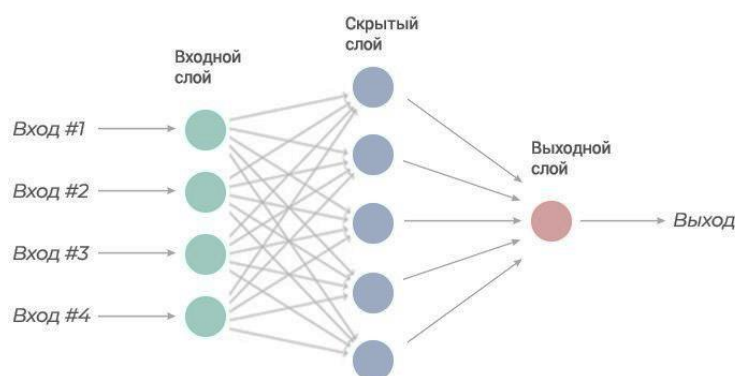 Скрытый
слой
Входной
слой
Вход #1
Выходной
слой
Вход #2
Выход
Вход #3
Вход #4